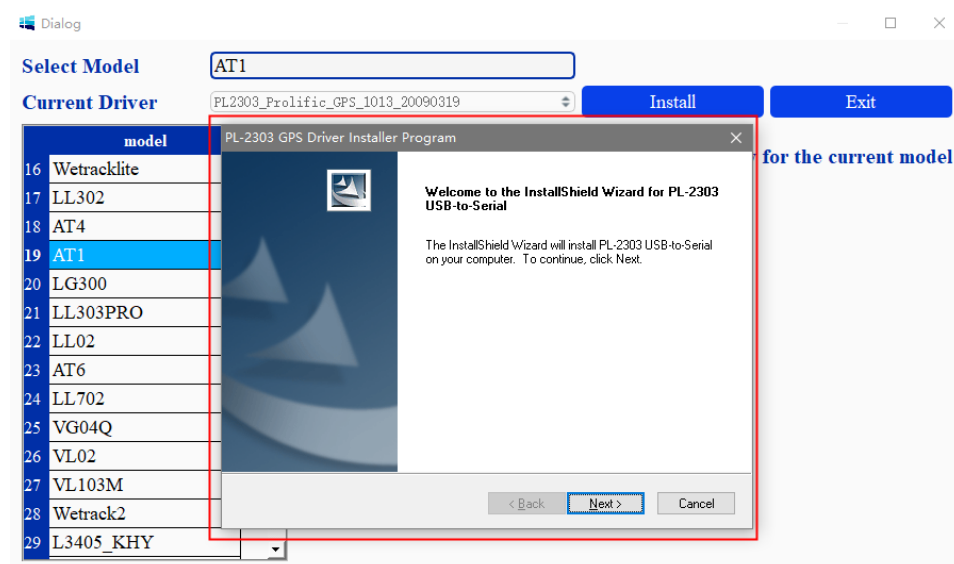 Dialog
Select Model AT1
Current Driver PL2303_Prolific_GPS_1013_20090319 Install Exit
model
for the current model
16 Wetracklite
17 LL302
18 AT4
19 AT1
20 LG300
21 LL303PRO
22 LL02
23 AT6
24 LL702
25 VG04Q
26 VL02
27 VL103M
28 Wetrack2
29 L3405_KHY
PL-2303 GPS Driver Installer Program
Welcome to the InstallShield Wizard for PL-2303
USB-to-Serial
The InstallShield Wizard will install PL-2303 USB-to-Serial
on your computer. To continue, click Next.
< Back Next > Cancel